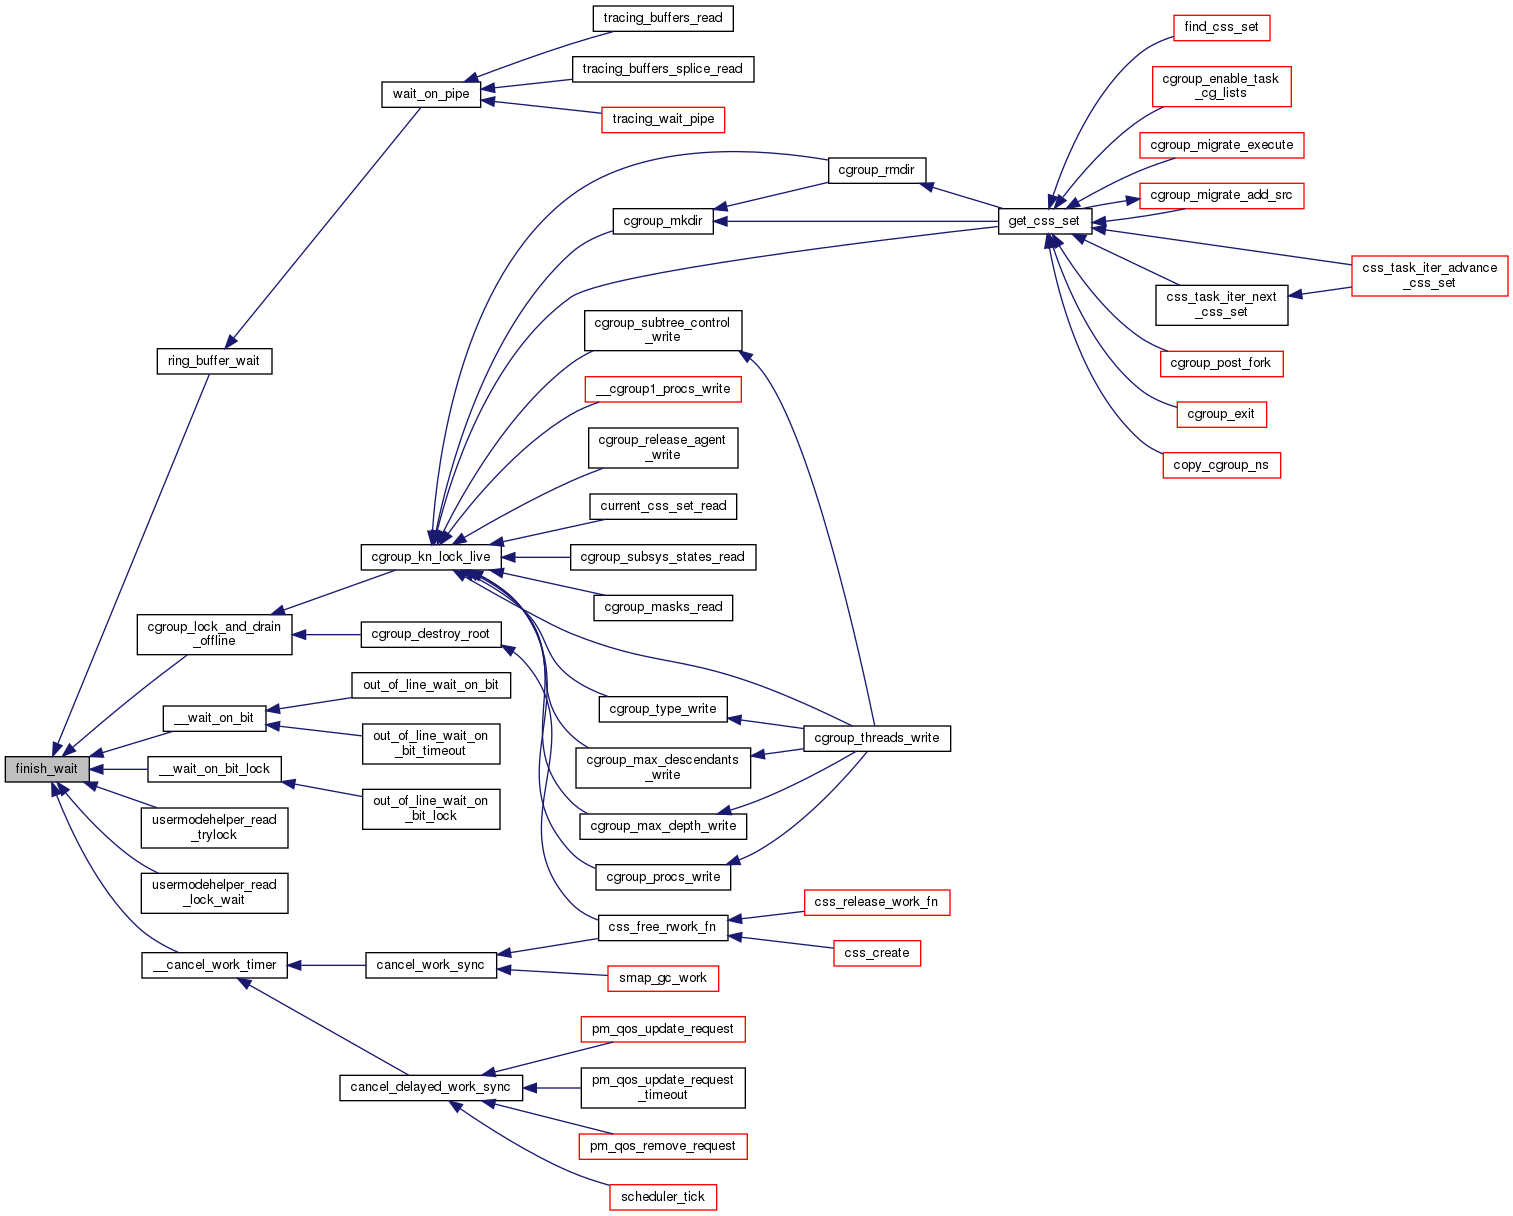 tracing_buffers_read
find_css_set
tracing_buffers_splice_read
wait_on_pipe
cgroup_enable_task
_cg_lists
tracing_wait_pipe
cgroup_migrate_execute
cgroup_rmdir
cgroup_migrate_add_src
cgroup_mkdir
get_css_set
css_task_iter_advance
_css_set
css_task_iter_next
_css_set
cgroup_subtree_control
_write
ring_buffer_wait
cgroup_post_fork
__cgroup1_procs_write
cgroup_exit
cgroup_release_agent
_write
copy_cgroup_ns
current_css_set_read
cgroup_kn_lock_live
cgroup_subsys_states_read
cgroup_masks_read
cgroup_lock_and_drain
_offline
cgroup_destroy_root
out_of_line_wait_on_bit
cgroup_type_write
__wait_on_bit
out_of_line_wait_on
_bit_timeout
cgroup_threads_write
cgroup_max_descendants
_write
finish_wait
__wait_on_bit_lock
out_of_line_wait_on
_bit_lock
usermodehelper_read
_trylock
cgroup_max_depth_write
cgroup_procs_write
usermodehelper_read
_lock_wait
css_release_work_fn
css_free_rwork_fn
css_create
__cancel_work_timer
cancel_work_sync
smap_gc_work
pm_qos_update_request
cancel_delayed_work_sync
pm_qos_update_request
_timeout
pm_qos_remove_request
scheduler_tick